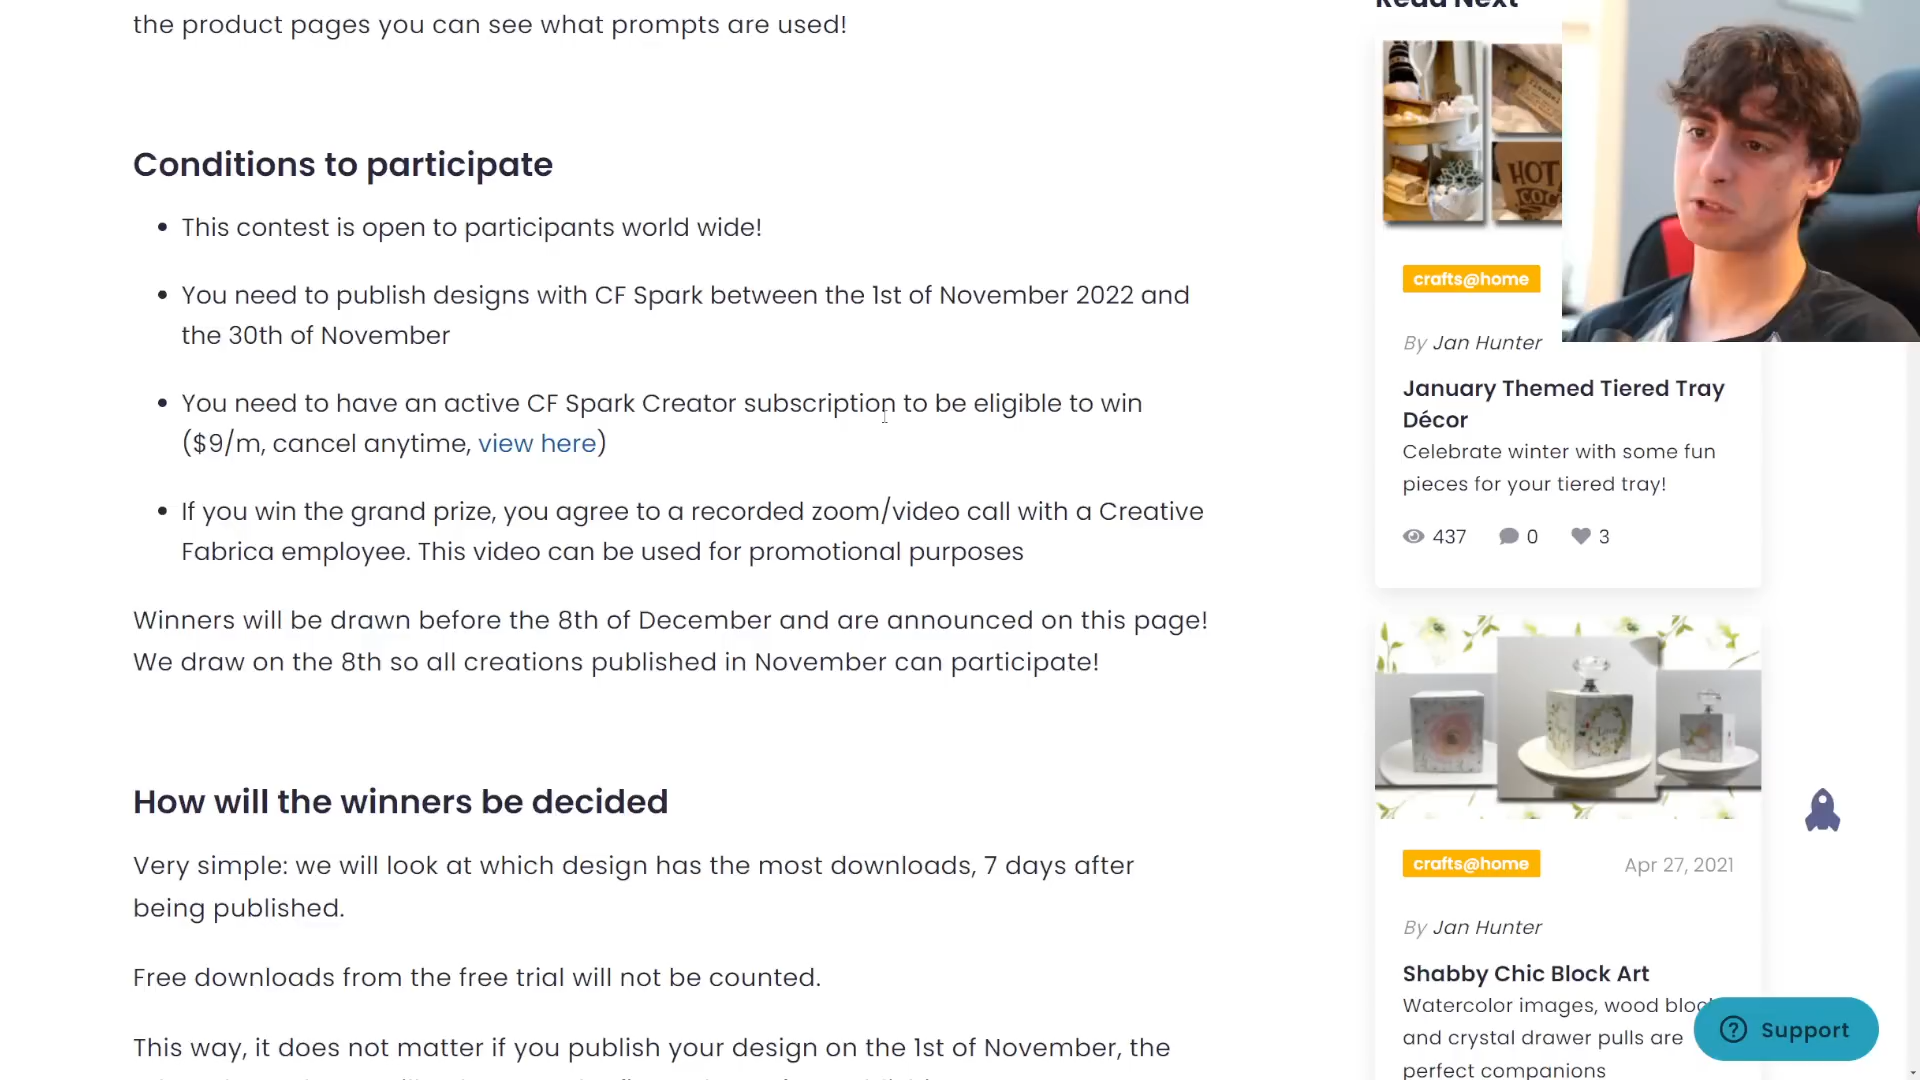 the product pages you can see what prompts are used!
Conditions to participate
This contest is open to participants world wide!
You need to publish designs with CF Spark between the 1st of November 2022 and
the 30th of November
You need to have an active CF Spark Creator subscription to be eligible to win
($9/m, cancel anytime, view here)
If you win the grand prize, you agree to a recorded zoom/video call with a Creative
Fabrica employee. This video can be used for promotional purposes
Winners will be drawn before the 8th of December and are announced on this page!
We draw on the 8th so all creations published in November can participate!
How will the winners be decided
Very simple: we will look at which design has the most downloads, 7 days after
being published.
Free downloads from the free trial will not be counted.
This way, it does not matter if you publish your design on the 1st of November, the
Read Next
HOT
crafts@home
By Jan Hunter
January Themed Tiered Tray
Décor
Celebrate winter with some fun
pieces for your tiered tray!
437 0 3
crafts@home Apr 27, 2021
By Jan Hunter
Shabby Chic Block Art
Watercolor images, wood
and crystal drawer pulls are
perfect companions
Support